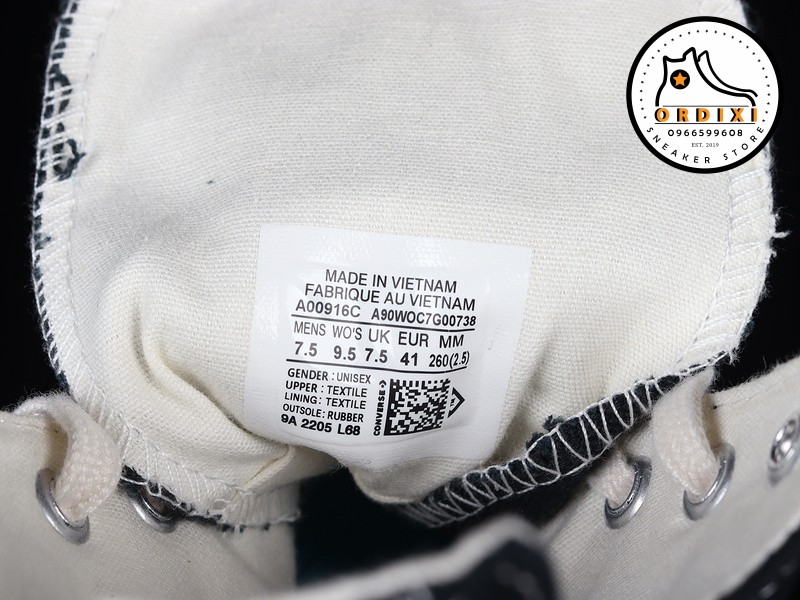 ORDIXI
0966599608
EST. 2019
SNEAKER STORE
MADE IN VIETNAM
FABRIQUE AU VIETNAM
A00916C A90WOC7G00738
MENS WO'S UK EUR MM
7.5 9.5 7.5 41 260(2.5)
GENDER : UNISEX
UPPER : TEXTILE
LINING: TEXTILE
OUTSOLE: RUBBER
9A 2205 L68
CONVERSE